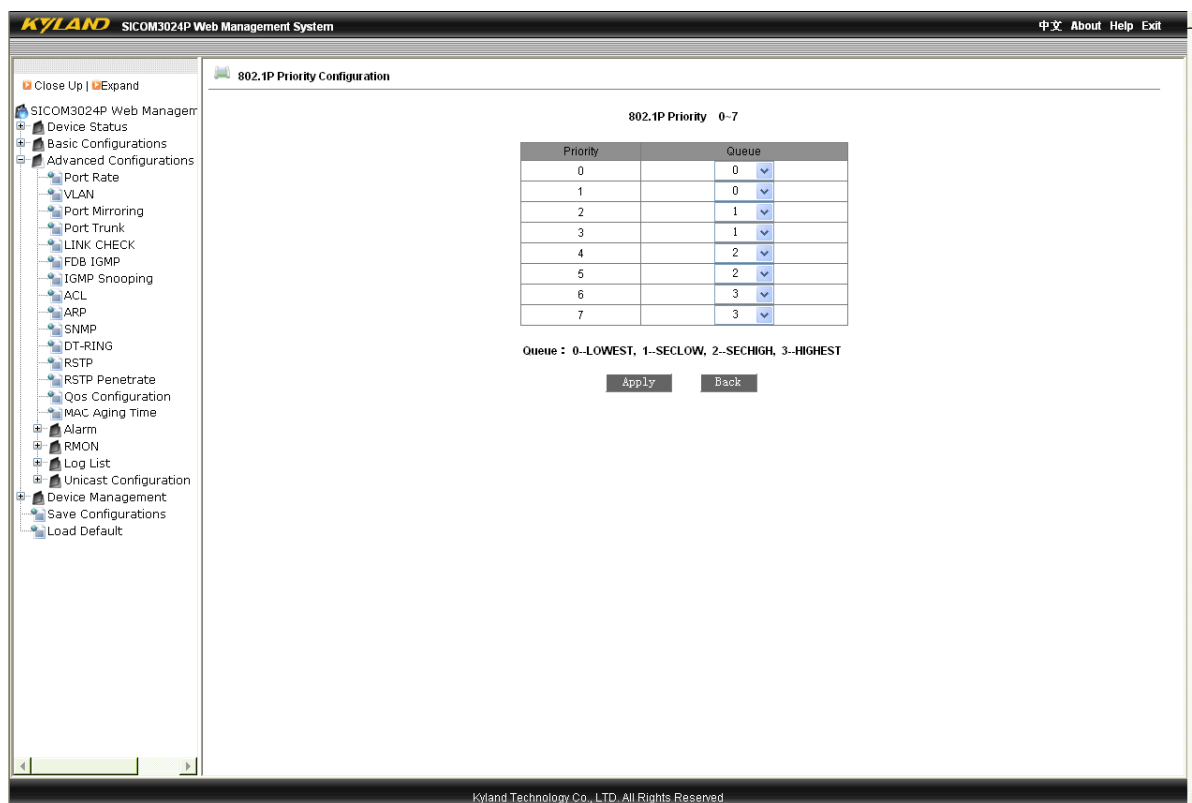 KYLAND SICOM3024P Web Management System 中文 About Help Exit
Close Up | Expand
SICOM3024P Web Managem
Device Status
Basic Configurations
Advanced Configurations
Port Rate
VLAN
Port Mirroring
Port Trunk
LINK CHECK
FDB IGMP
IGMP Snooping
ACL
ARP
SNMP
DT-RING
RSTP
RSTP Penetrate
Qos Configuration
MAC Aging Time
Alarm
RMON
Log List
Unicast Configuration
Device Management
Save Configurations
Load Default
802.1P Priority Configuration
802.1P Priority 0~7
Priority Queue
0 0
1 0
2 1
3 1
4 2
5 2
6 3
7 3
Queue : 0--LOWEST, 1--SECLOW, 2--SECHIGH, 3--HIGHEST
Apply Back
Kyland Technology Co., LTD. All Rights Reserved